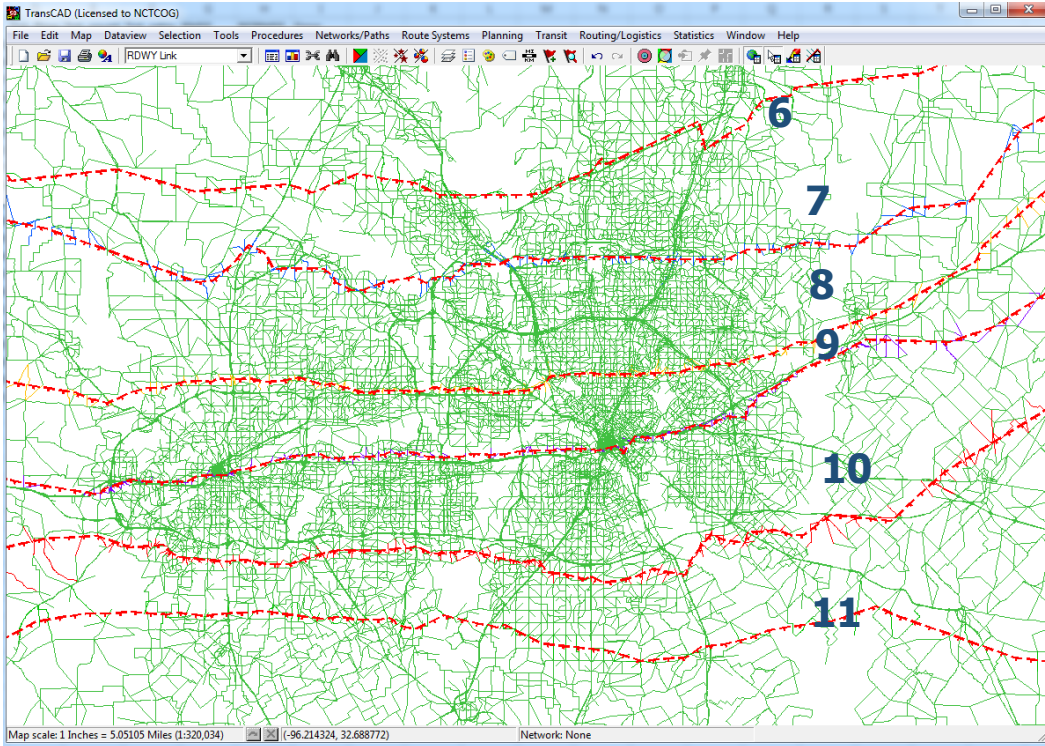 TransCAD (Licensed to NCTCOG)
File Edit Map Dataview Selection Tools Procedures Networks/Paths Route Systems Planning Transit Routing/Logistics Statistics Window Help
RDWY Link
6
7
8
9
10
11
Map scale: 1 Inches = 5.05105 Miles (1:320,034) (-96.214324, 32.688772) Network: None